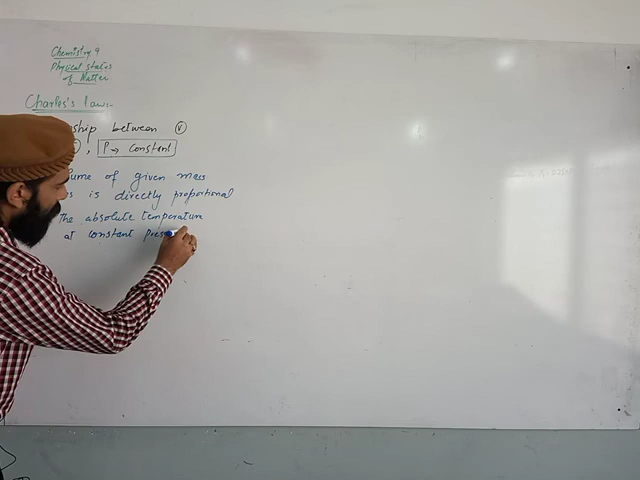 Chemistry 9
Physical states
of Matter
Charles's Law:
ship between V
, P → Constant
ume of given mass
s is directly proportional
The absolute temperature
at constant pres